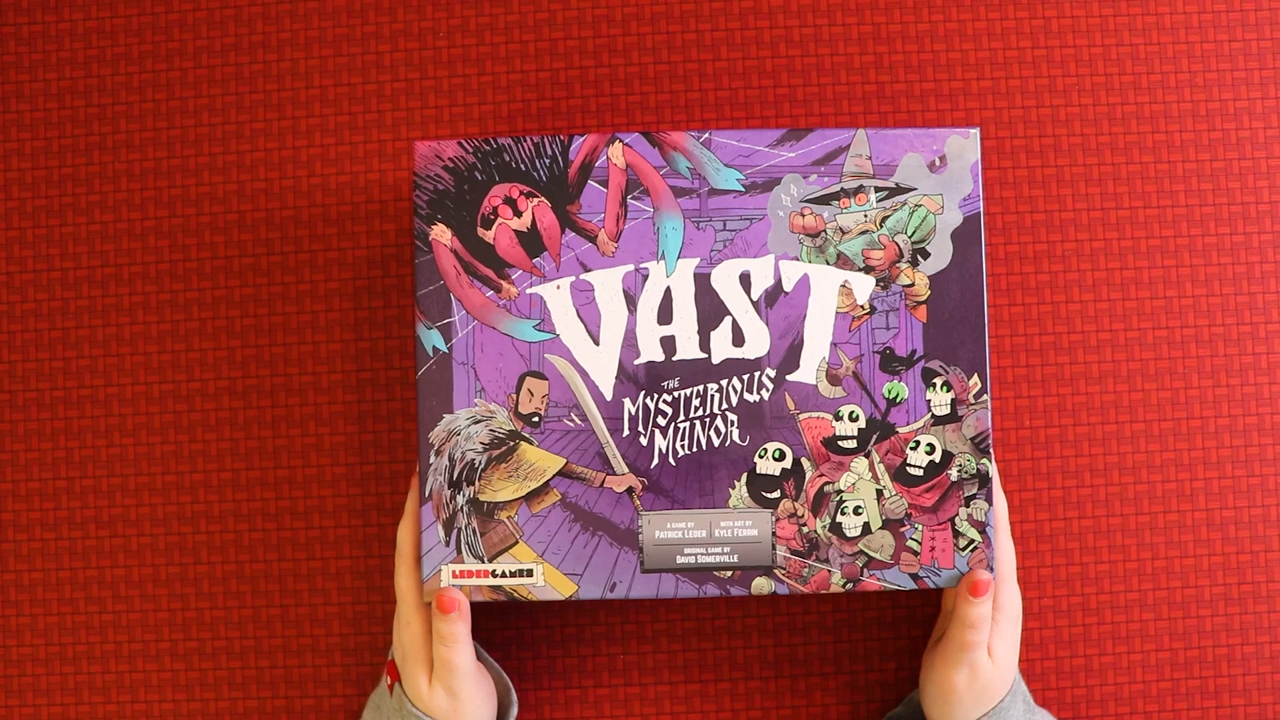 VAST
THE
MYSTERIOUS
MANOR
A GAME BY
PATRICK LEDER
WITH ART BY
KYLE FERRIN
ORIGINAL GAME BY
DAVID SOMERVILLE
LEDERGAMES